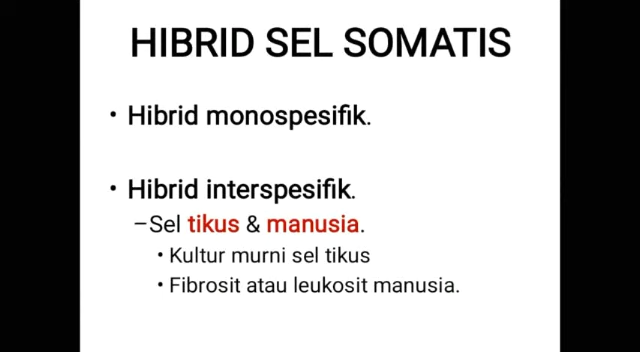 HIBRID SEL SOMATIS
• Hibrid monospesifik.
• Hibrid interspesifik.
–Sel tikus & manusia.
• Kultur murni sel tikus
• Fibrosit atau leukosit manusia.